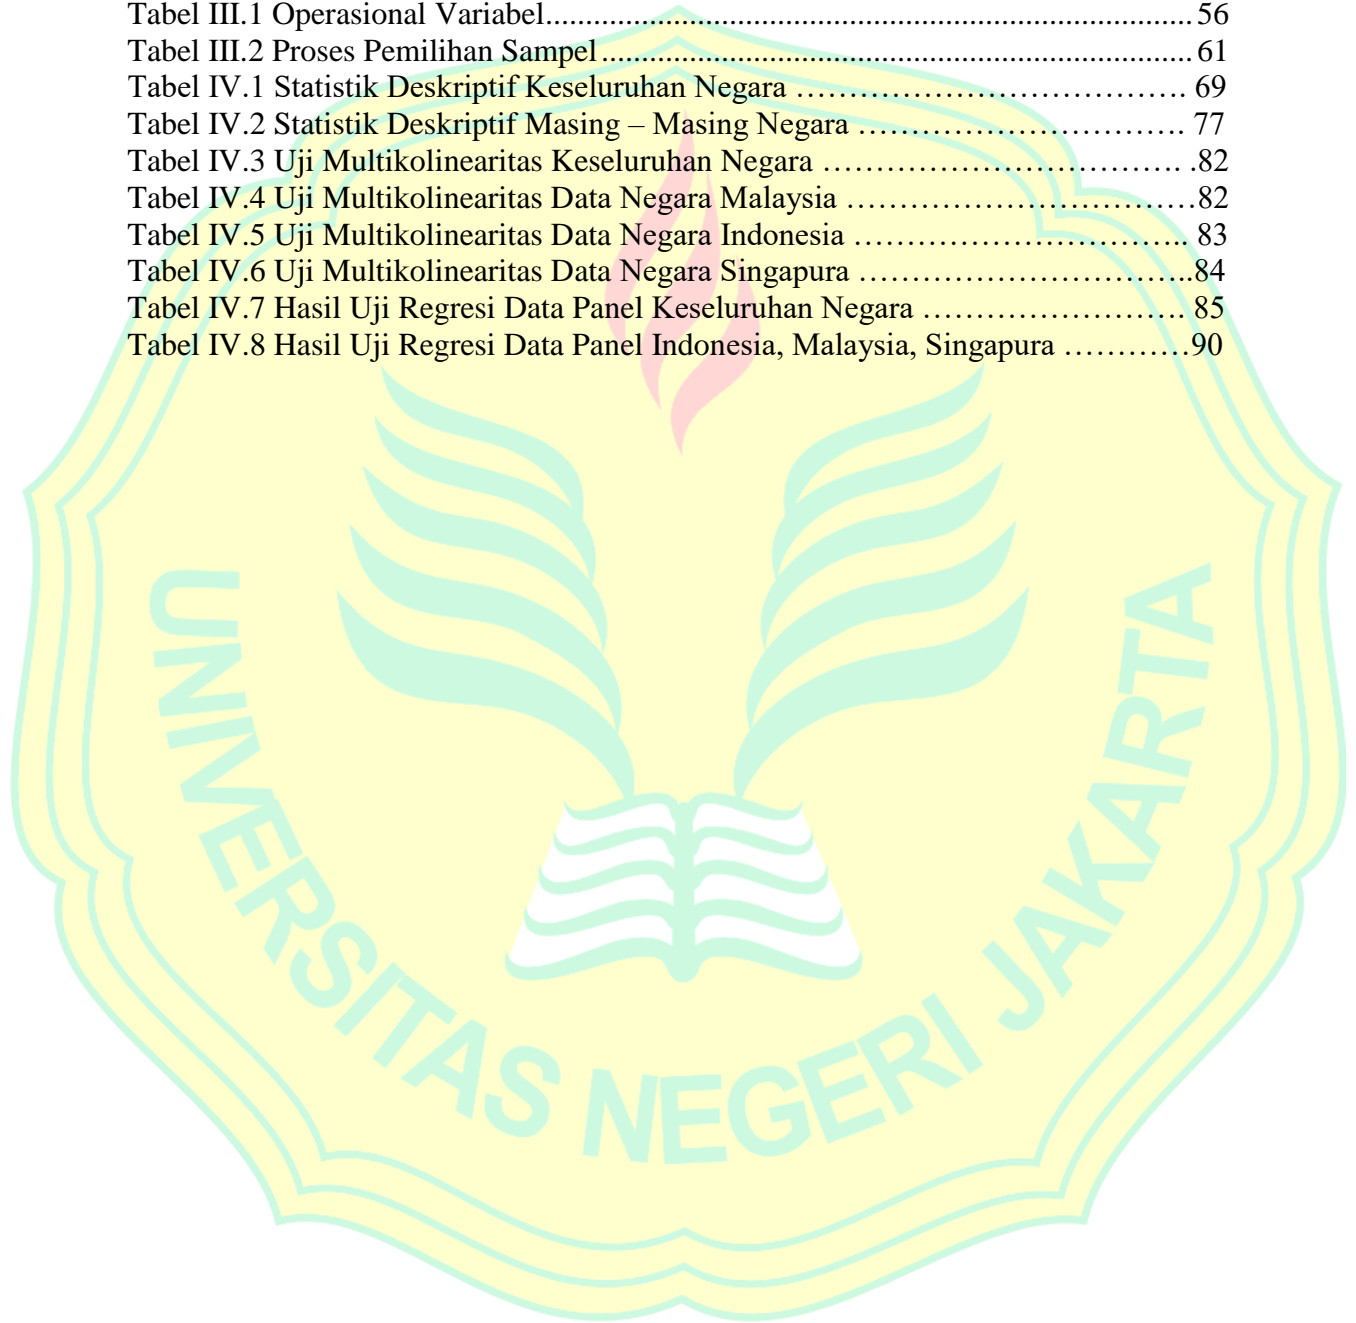 Tabel III.1 Operasional Variabel................................................................................ 56
Tabel III.2 Proses Pemilihan Sampel......................................................................... 61
Tabel IV.1 Statistik Deskriptif Keseluruhan Negara ………………………………. 69
Tabel IV.2 Statistik Deskriptif Masing – Masing Negara …………………………. 77
Tabel IV.3 Uji Multikolinearitas Keseluruhan Negara ……………………………. .82
Tabel IV.4 Uji Multikolinearitas Data Negara Malaysia …………………………82
Tabel IV.5 Uji Multikolinearitas Data Negara Indonesia ………………………….. 83
Tabel IV.6 Uji Multikolinearitas Data Negara Singapura …………………………..84
Tabel IV.7 Hasil Uji Regresi Data Panel Keseluruhan Negara ……………………. 85
Tabel IV.8 Hasil Uji Regresi Data Panel Indonesia, Malaysia, Singapura …………90
UNIVERSITAS NEGERI JAKARTA